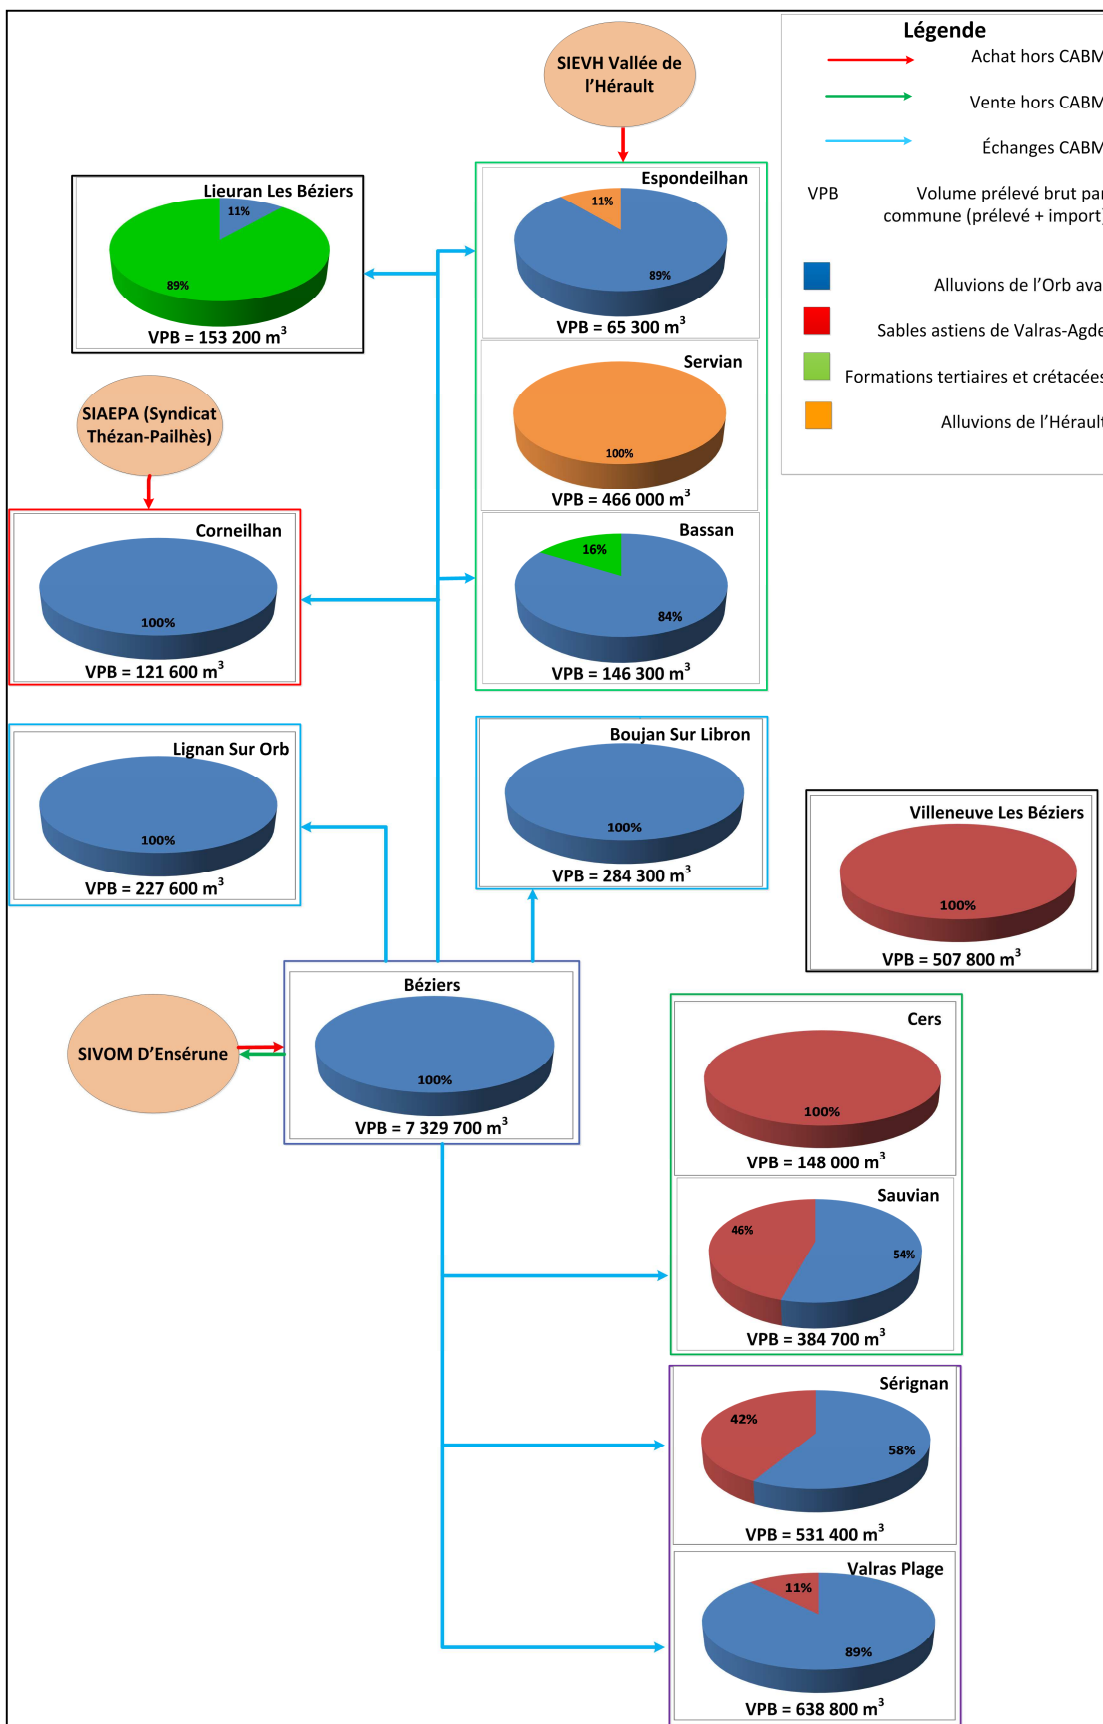 Légende
Achat hors CABM
Vente hors CABM
Échanges CABM
VPB
Volume prélevé brut par
commune (prélevé + import)
Alluvions de l'Orb ava
Sables astiens de Valras-Agde
Formations tertiaires et crétacées
Alluvions de l'Hérault
SIEVH Vallée de
l'Hérault
Lieuran Les Béziers
11%
89%
VPB = 153 200 m³
Espondeilhan
11%
89%
VPB = 65 300 m³
Servian
100%
VPB = 466 000 m³
SIAEPA (Syndicat
Thézan-Pailhès)
Corneilhan
100%
VPB = 121 600 m³
Bassan
16%
84%
VPB = 146 300 m³
Lignan Sur Orb
100%
VPB = 227 600 m³
Boujan Sur Libron
100%
VPB = 284 300 m³
Villeneuve Les Béziers
100%
VPB = 507 800 m³
SIVOM D'Ensérune
Béziers
100%
VPB = 7 329 700 m³
Cers
100%
VPB = 148 000 m³
Sauvian
46%
54%
VPB = 384 700 m³
Sérignan
42%
58%
VPB = 531 400 m³
Valras Plage
11%
89%
VPB = 638 800 m³